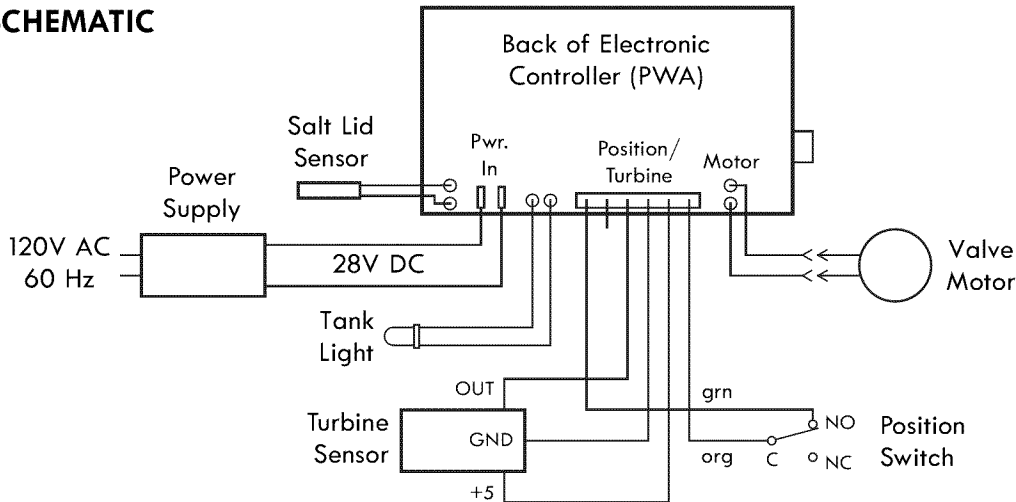 CHEMATIC
Back of Electronic
Controller (PWA)
Salt Lid
Sensor
Pwr.
In
Position/
Turbine
Motor
Power
Supply
120V AC
60 Hz
28V DC
Valve
Motor
Tank
Light
OUT
grn
Turbine
Sensor
GND
NO
Position
Switch
org
C
NC
+5